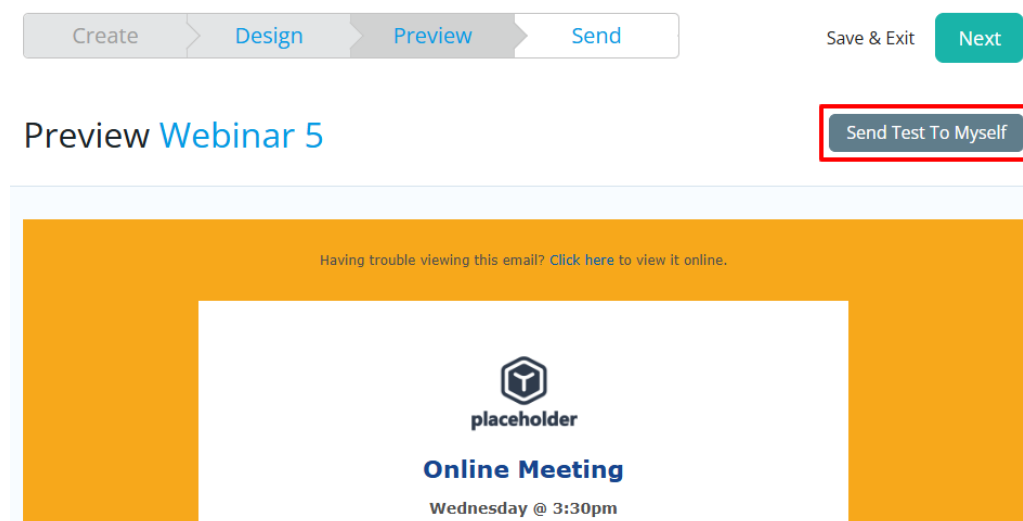 Create Design Preview Send Save & Exit Next
Preview Webinar 5 Send Test To Myself
Having trouble viewing this email? Click here to view it online.
placeholder
Online Meeting
Wednesday @ 3:30pm